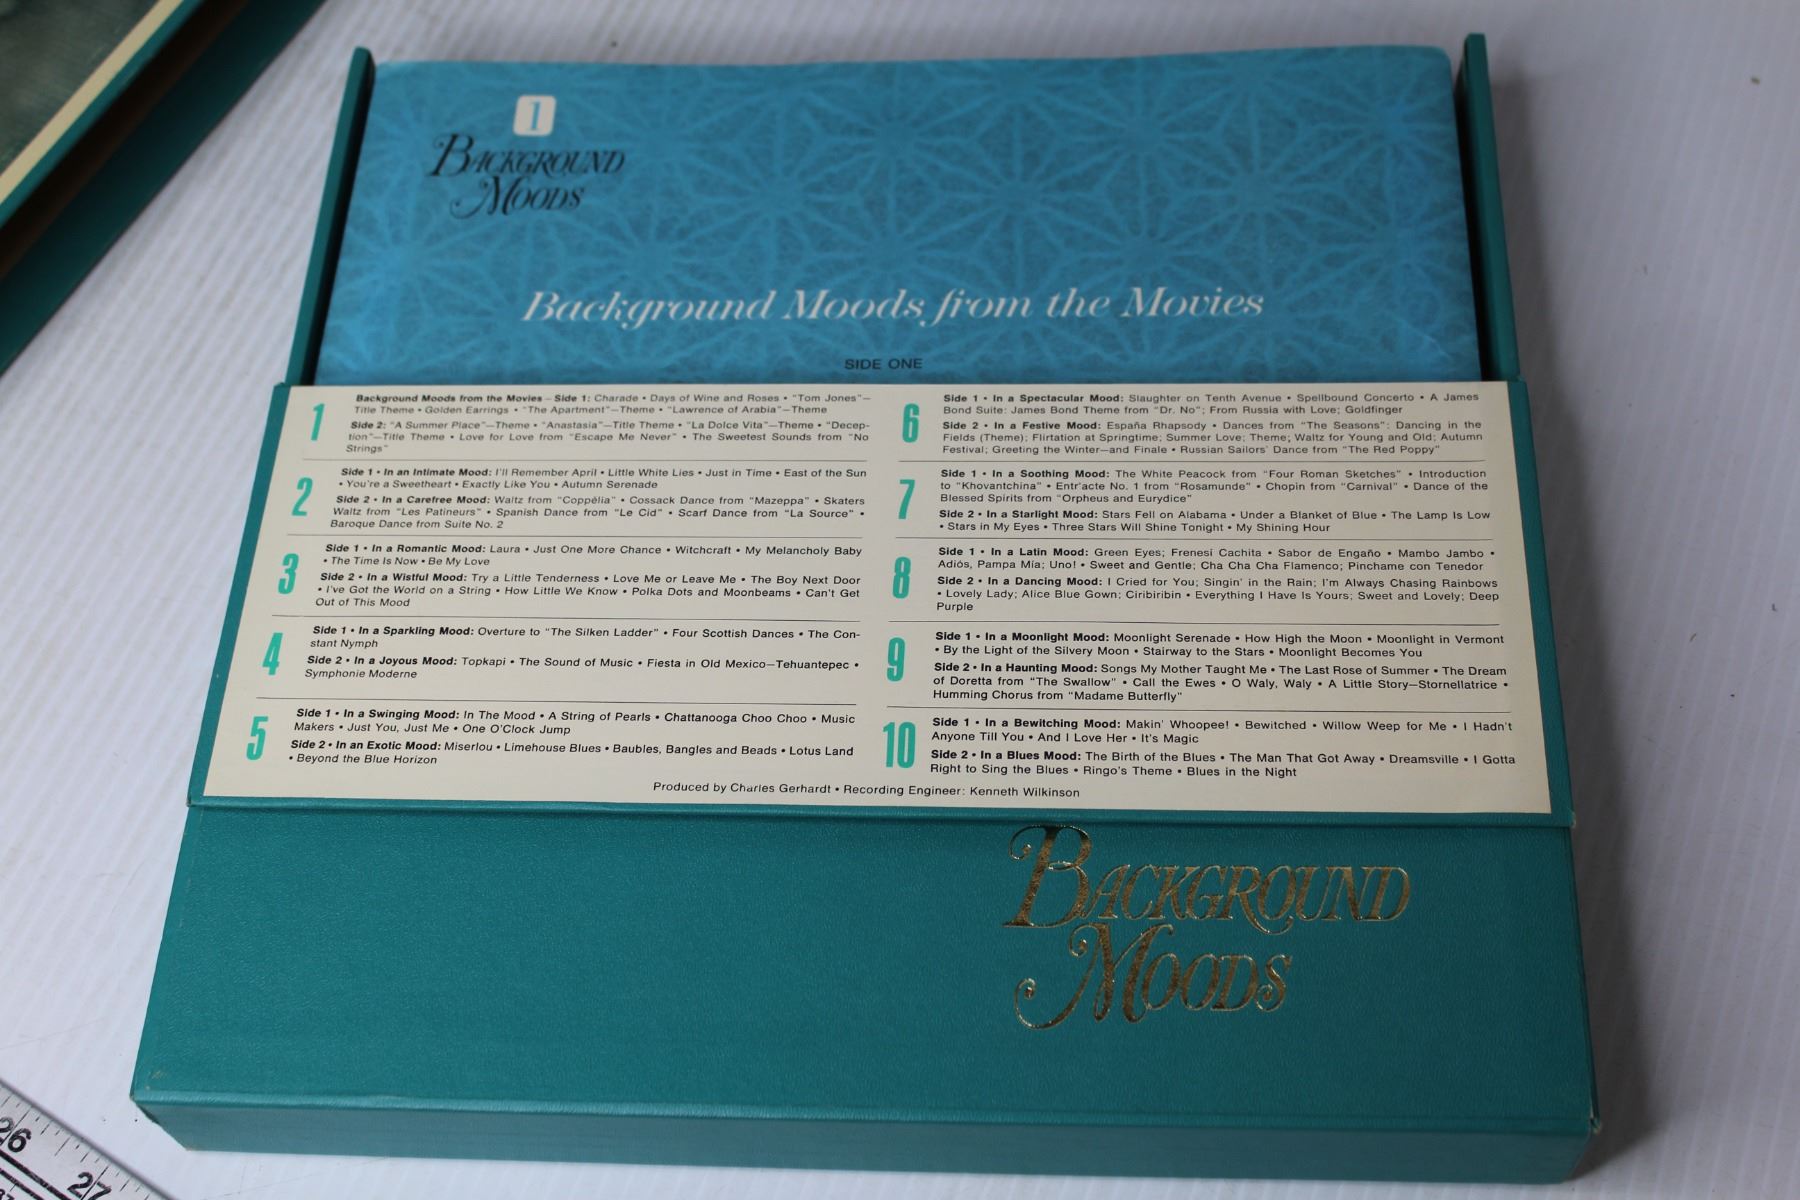 1
BACKGROUND
MOODS
Background Moods from the Movies
SIDE ONE
1
Background Moods from the Movies – Side 1: Charade • Days of Wine and Roses • "Tom Jones"—
Title Theme • Golden Earrings • "The Apartment"—Theme • "Lawrence of Arabia"—Theme
Side 2: "A Summer Place"—Theme • "Anastasia"—Title Theme • "La Dolce Vita"—Theme • "Decep-
tion"—Title Theme • Love for Love from "Escape Me Never" • The Sweetest Sounds from "No
Strings"
2
Side 1 • In an Intimate Mood: I'll Remember April • Little White Lies • Just in Time • East of the Sun
• You're a Sweetheart • Exactly Like You • Autumn Serenade
Side 2 • In a Carefree Mood: Waltz from "Coppélia" • Cossack Dance from "Mazeppa" • Skaters
Waltz from "Les Patineurs" • Spanish Dance from "Le Cid" • Scarf Dance from "La Source" •
Baroque Dance from Suite No. 2
3
Side 1 • In a Romantic Mood: Laura • Just One More Chance • Witchcraft • My Melancholy Baby
• The Time Is Now • Be My Love
Side 2 • In a Wistful Mood: Try a Little Tenderness • Love Me or Leave Me • The Boy Next Door
• I've Got the World on a String • How Little We Know • Polka Dots and Moonbeams • Can't Get
Out of This Mood
4
Side 1 • In a Sparkling Mood: Overture to "The Silken Ladder" • Four Scottish Dances • The Con-
stant Nymph
Side 2 • In a Joyous Mood: Topkapi • The Sound of Music • Fiesta in Old Mexico—Tehuantepec •
Symphonie Moderne
5
Side 1 • In a Swinging Mood: In The Mood • A String of Pearls • Chattanooga Choo Choo • Music
Makers • Just You, Just Me • One O'Clock Jump
Side 2 • In an Exotic Mood: Miserlou • Limehouse Blues • Baubles, Bangles and Beads • Lotus Land
• Beyond the Blue Horizon
6
Side 1 • In a Spectacular Mood: Slaughter on Tenth Avenue • Spellbound Concerto • A James
Bond Suite: James Bond Theme from "Dr. No"; From Russia with Love; Goldfinger
Side 2 • In a Festive Mood: España Rhapsody • Dances from "The Seasons": Dancing in the
Fields (Theme); Flirtation at Springtime; Summer Love; Theme; Waltz for Young and Old; Autumn
Festival; Greeting the Winter—and Finale • Russian Sailors' Dance from "The Red Poppy"
7
Side 1 • In a Soothing Mood: The White Peacock from "Four Roman Sketches" • Introduction
to "Khovantchina" • Entr'acte No. 1 from "Rosamunde" • Chopin from "Carnival" • Dance of the
Blessed Spirits from "Orpheus and Eurydice"
Side 2 • In a Starlight Mood: Stars Fell on Alabama • Under a Blanket of Blue • The Lamp Is Low
• Stars in My Eyes • Three Stars Will Shine Tonight • My Shining Hour
8
Side 1 • In a Latin Mood: Green Eyes; Frenesi Cachita • Sabor de Engaño • Mambo Jambo •
Adiós, Pampa Mía; Uno! • Sweet and Gentle; Cha Cha Cha Flamenco; Pinchame con Tenedor
Side 2 • In a Dancing Mood: I Cried for You; Singin' in the Rain; I'm Always Chasing Rainbows
• Lovely Lady; Alice Blue Gown; Ciribiribin • Everything I Have Is Yours; Sweet and Lovely; Deep
Purple
9
Side 1 • In a Moonlight Mood: Moonlight Serenade • How High the Moon • Moonlight in Vermont
• By the Light of the Silvery Moon • Stairway to the Stars • Moonlight Becomes You
Side 2 • In a Haunting Mood: Songs My Mother Taught Me • The Last Rose of Summer • The Dream
of Doretta from "The Swallow" • Call the Ewes • O Waly, Waly • A Little Story—Stornellatrice •
Humming Chorus from "Madame Butterfly"
10
Side 1 • In a Bewitching Mood: Makin' Whoopee! • Bewitched • Willow Weep for Me • I Hadn't
Anyone Till You • And I Love Her • It's Magic
Side 2 • In a Blues Mood: The Birth of the Blues • The Man That Got Away • Dreamsville • I Gotta
Right to Sing the Blues • Ringo's Theme • Blues in the Night
Produced by Charles Gerhardt • Recording Engineer: Kenneth Wilkinson
BACKGROUND
MOODS
26
27